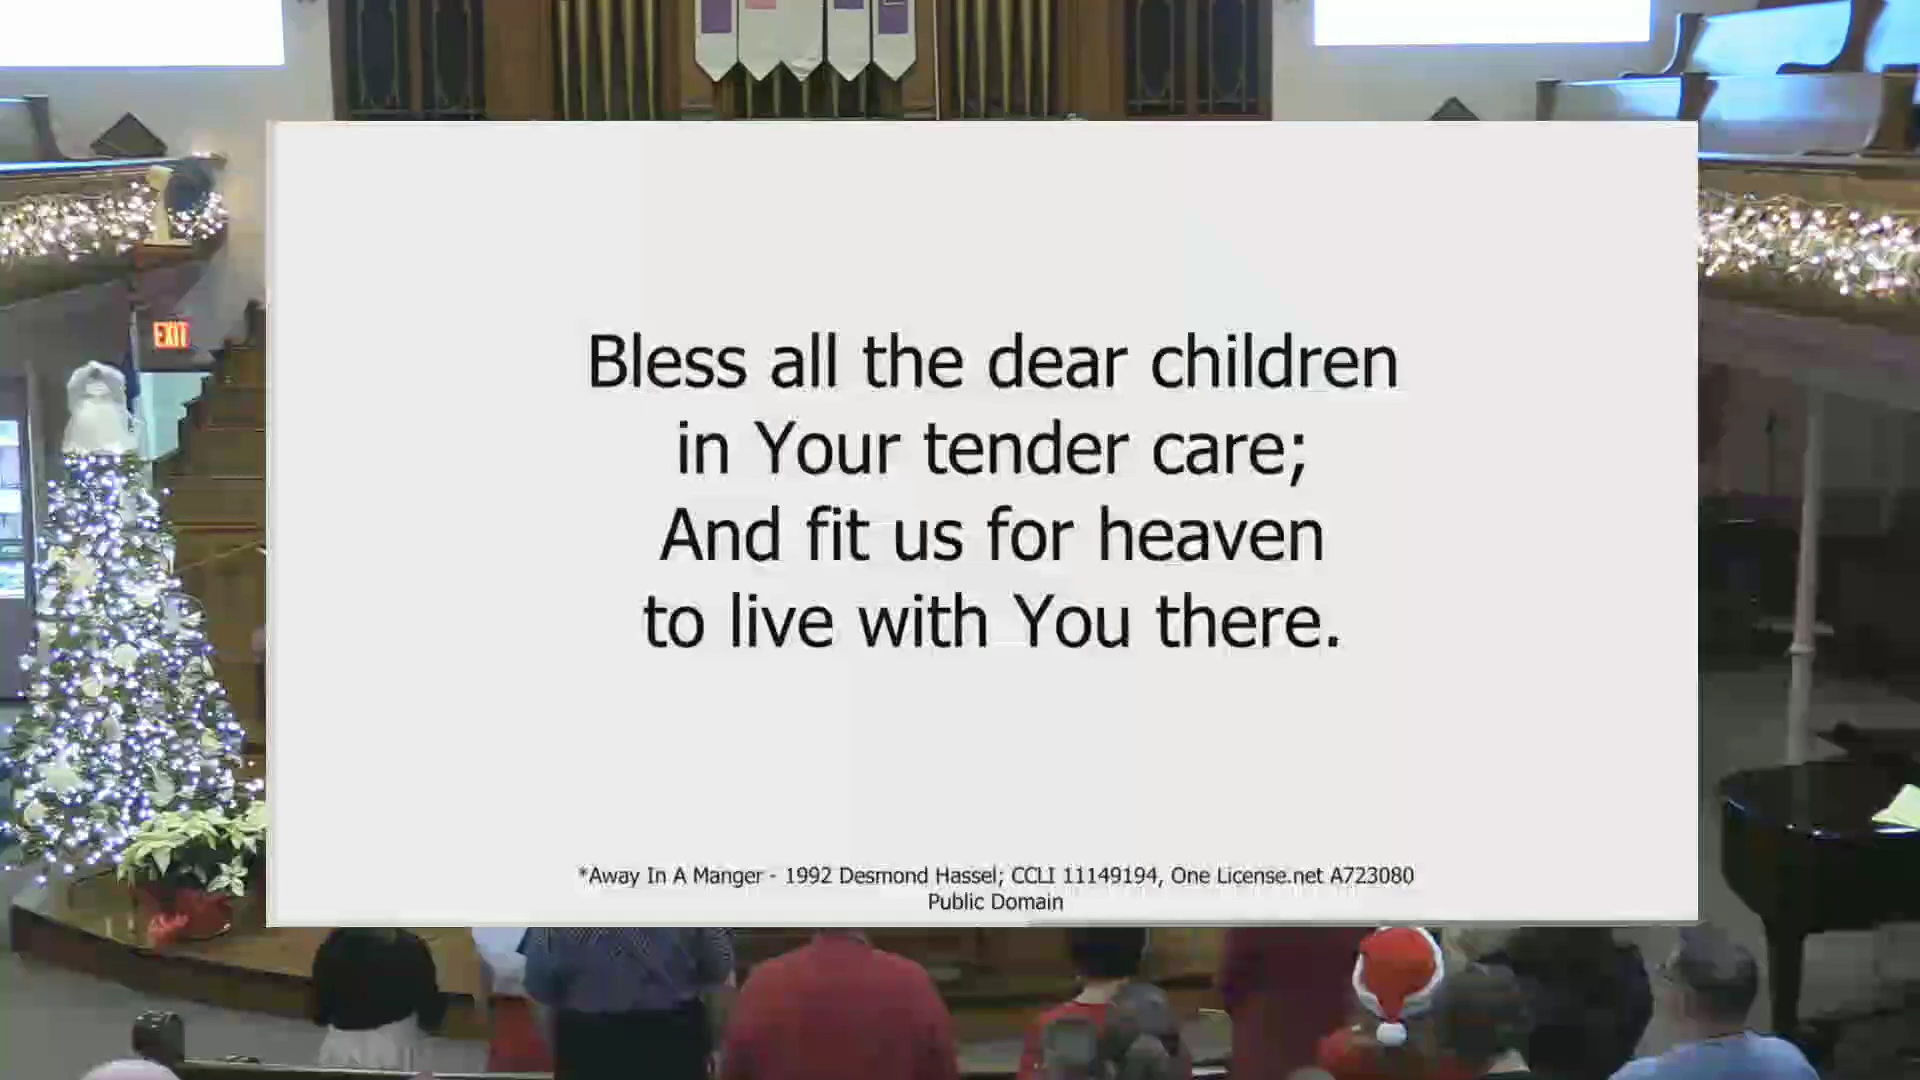 EXIT
Bless all the dear children
in Your tender care;
And fit us for heaven
to live with You there.
*Away In A Manger - 1992 Desmond Hassel; CCLI 11149194, One License.net A723080
Public Domain